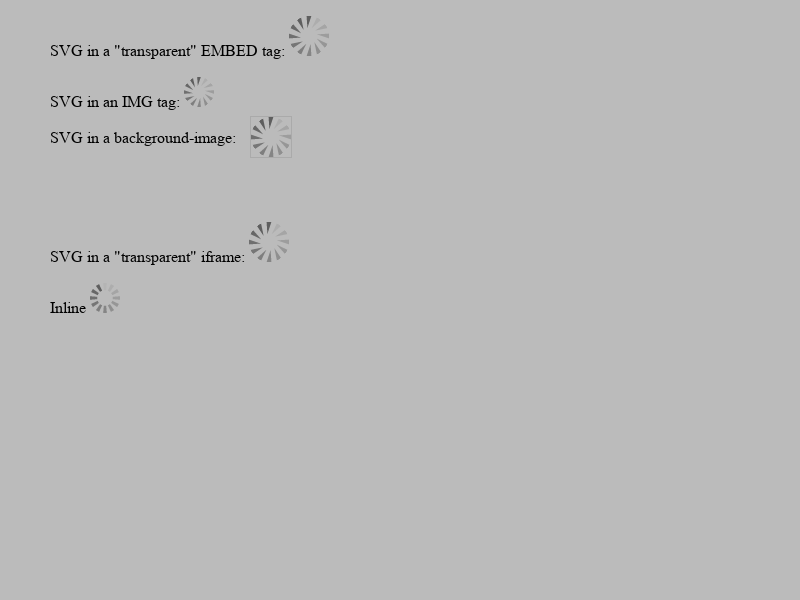 SVG in a "transparent" EMBED tag:
SVG in an IMG tag:
SVG in a background-image:
SVG in a "transparent" iframe:
Inline